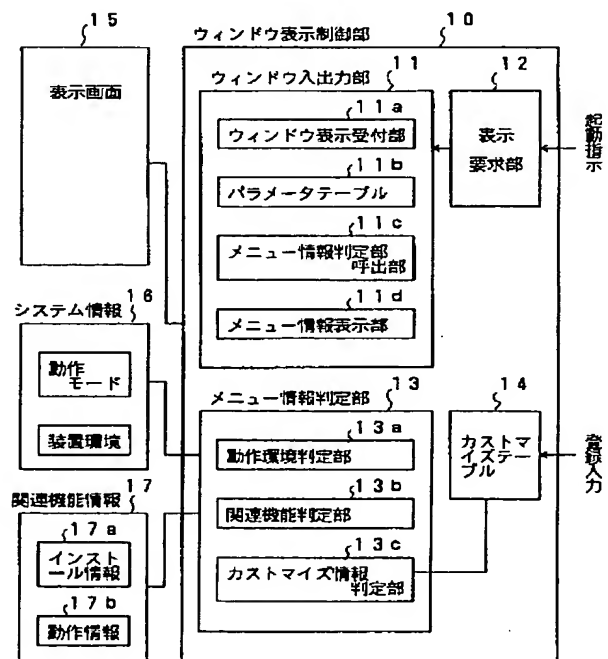 15
表示画面
ウィンドウ表示制御部
10
ウィンドウ入出力部
11
11a
ウィンドウ表示受付部
11b
パラメータテーブル
11c
メニュー情報判定部
呼出部
11d
メニュー情報表示部
12
表示
要求部
起動指示
システム情報
16
動作
モード
装置環境
メニュー情報判定部
13
13a
動作環境判定部
13b
関連機能判定部
13c
カスタマイズ情報
判定部
14
カストマ
イズテー
ブル
登録入力
関連機能情報
17
17a
インスト
ール情報
17b
動作情報